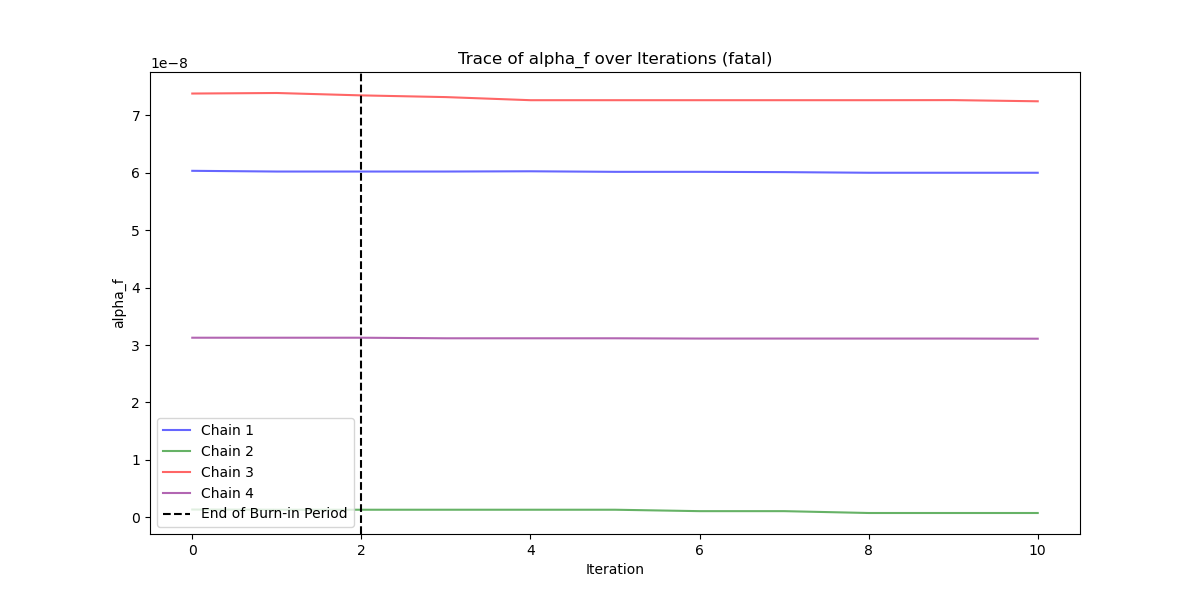 Trace of alpha_f over Iterations (fatal)
1e−8
7
6
5
4
3
2
1
0
alpha_f
Chain 1
Chain 2
Chain 3
Chain 4
End of Burn-in Period
0 2 4 6 8 10
Iteration